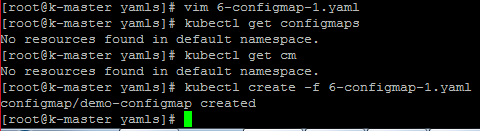 [root@k-master yamls]# vim 6-configmap-1.yaml
[root@k-master yamls]# kubectl get configmaps
No resources found in default namespace.
[root@k-master yamls]# kubectl get cm
No resources found in default namespace.
[root@k-master yamls]# kubectl create -f 6-configmap-1.yaml
configmap/demo-configmap created
[root@k-master yamls]#